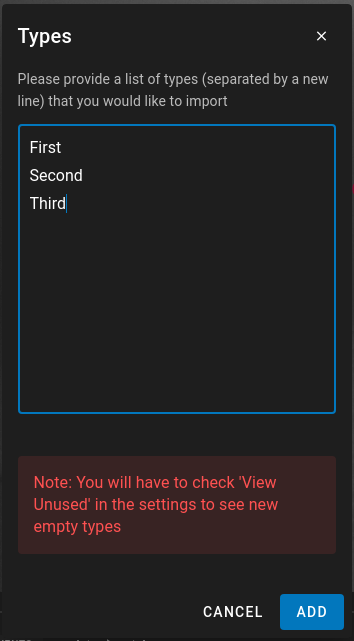 Types
Please provide a list of types (separated by a new
line) that you would like to import
First
Second
Third
Note: You will have to check 'View
Unused' in the settings to see new
empty types
CANCEL
ADD